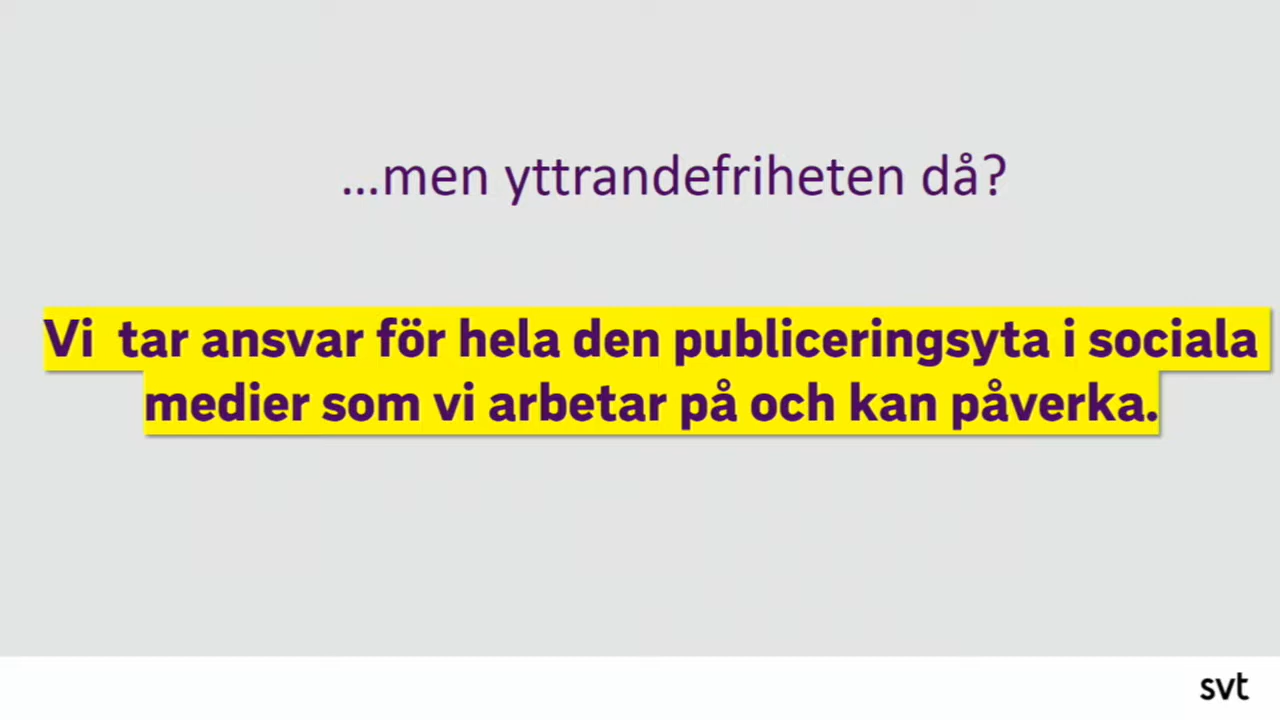 ...men yttrandefriheten då?
Vi  tar ansvar för hela den publiceringsyta i sociala
medier som vi arbetar på och kan påverka.
svt